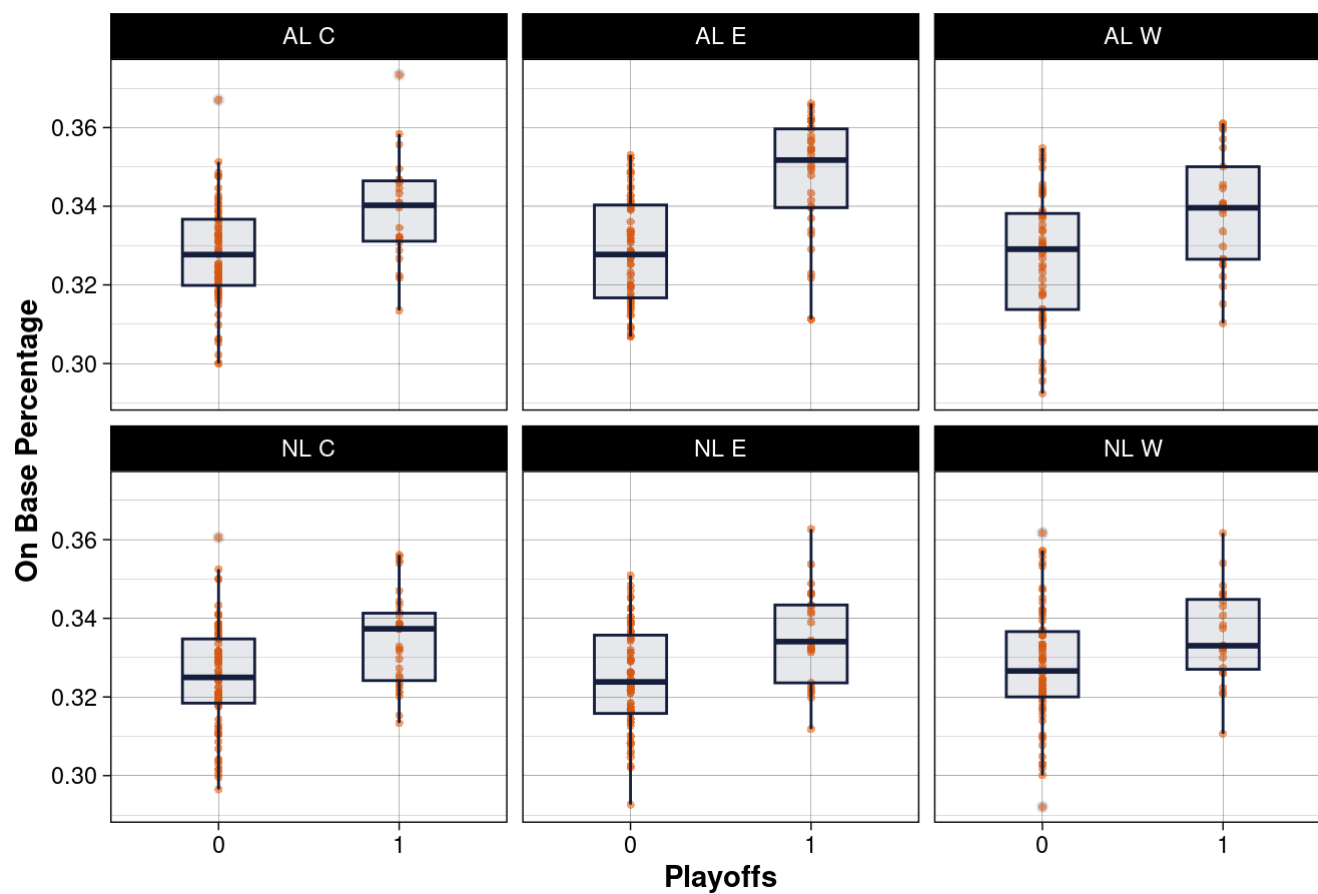 AL C AL E AL W
0.36
0.34
0.32
0.30
NL C NL E NL W
0.36
0.34
0.32
0.30
0 1 0 1 0 1
On Base Percentage
Playoffs